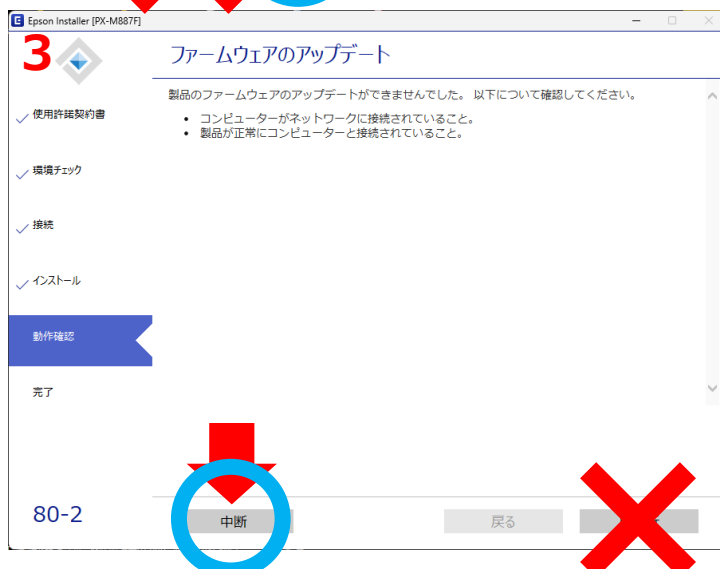 Epson Installer [PX-M887F]
3
ファームウェアのアップデート
製品のファームウェアのアップデートができませんでした。 以下について確認してください。
• コンピューターがネットワークに接続されていること。
• 製品が正常にコンピューターと接続されていること。
使用許諾契約書
環境チェック
接続
インストール
動作確認
完了
80-2
中断
戻る